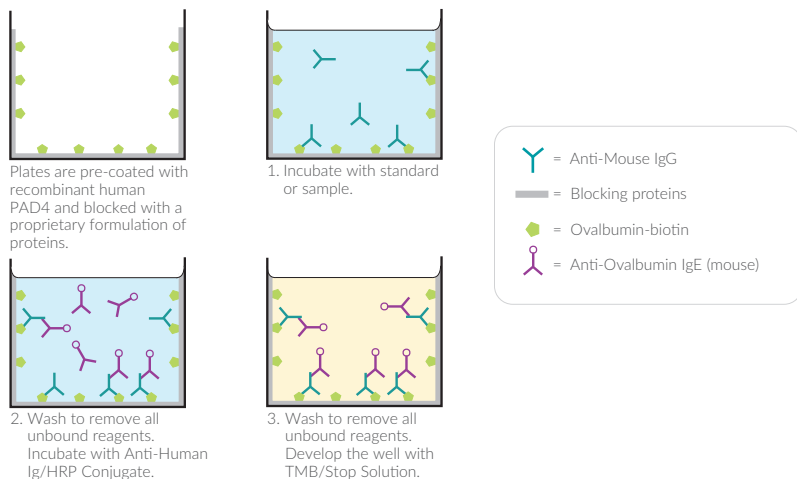 Plates are pre-coated with
recombinant human
PAD4 and blocked with a
proprietary formulation of
proteins.
1. Incubate with standard
or sample.
2. Wash to remove all
unbound reagents.
Incubate with Anti-Human
Ig/HRP Conjugate.
3. Wash to remove all
unbound reagents.
Develop the well with
TMB/Stop Solution.
= Anti-Mouse IgG
= Blocking proteins
= Ovalbumin-biotin
= Anti-Ovalbumin IgE (mouse)